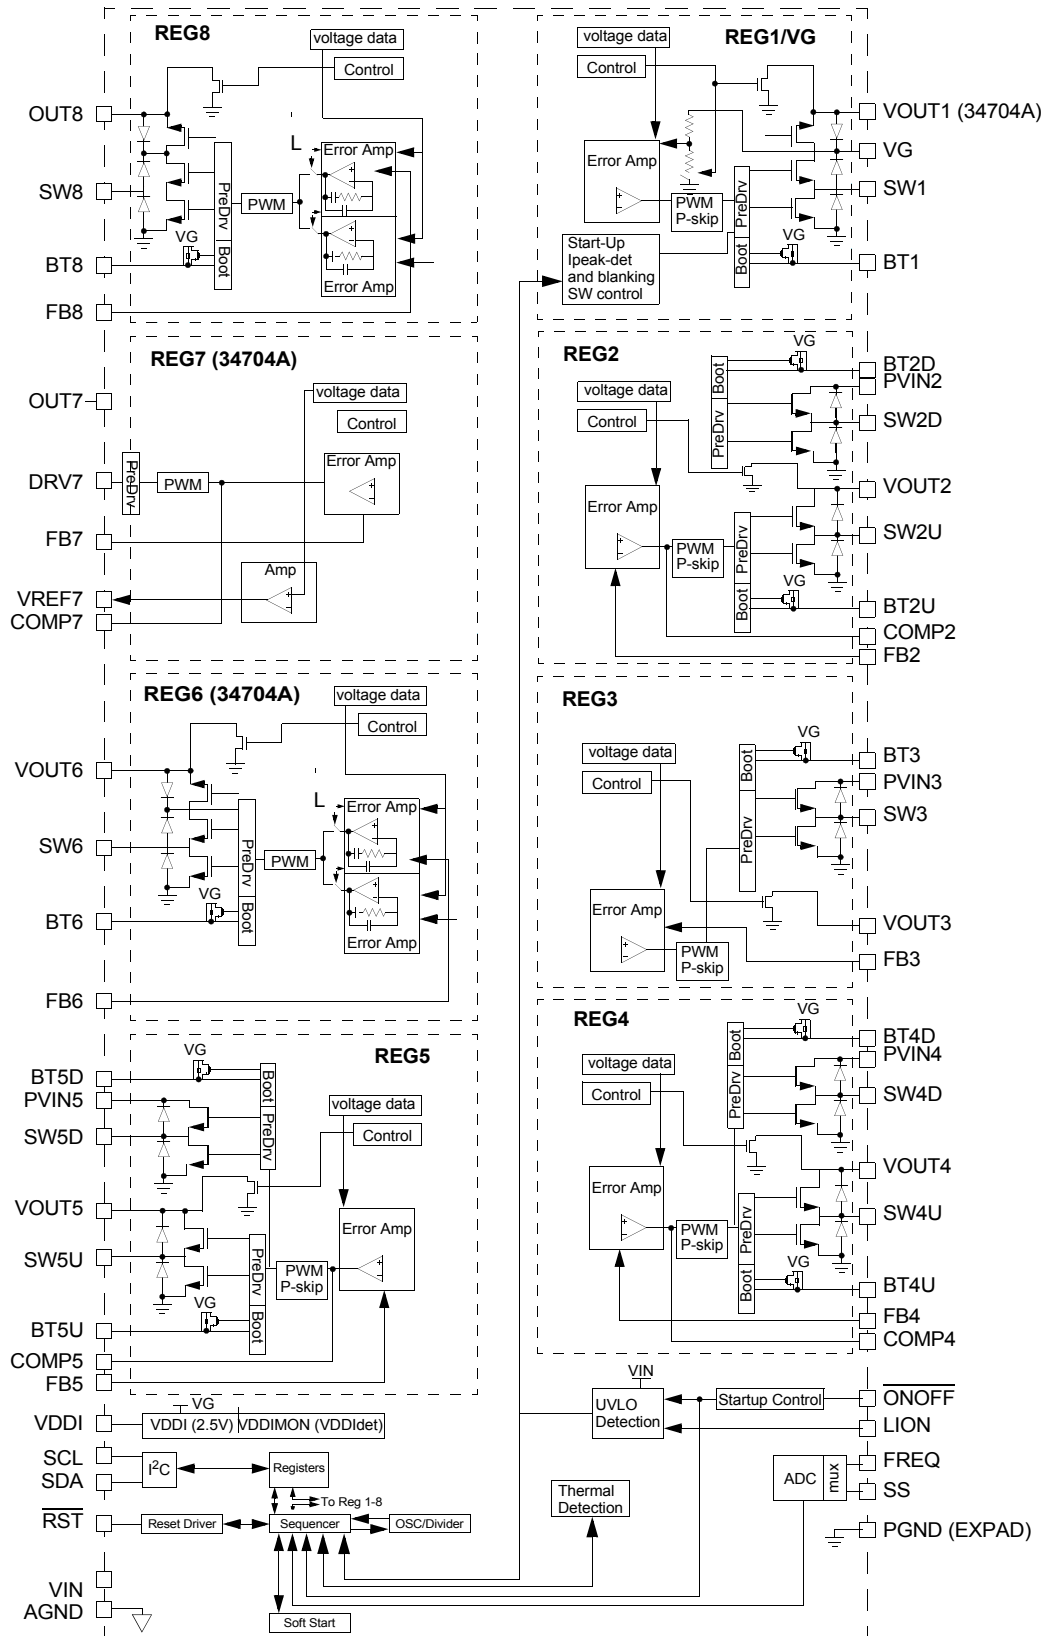 REG8
voltage data
Control
OUT8
L
Error Amp
SW8
PreDrv
PWM
VG
Boot
BT8
Error Amp
FB8
REG7 (34704A)
voltage data
OUT7
Control
Error Amp
DRV7
PreDrv
PWM
FB7
Amp
VREF7
COMP7
REG6 (34704A)
voltage data
Control
VOUT6
L
Error Amp
SW6
PreDrv
PWM
VG
Boot
BT6
Error Amp
FB6
REG5
VG
BT5D
Boot
PVIN5
voltage data
PreDrv
SW5D
Control
VOUT5
Error Amp
SW5U
PreDrv
PWM
P-skip
VG
Boot
BT5U
COMP5
FB5
VG
VDDI
VDDI (2.5V)
VDDIMON (VDDIdet)
SCL
SDA
I2C
Registers
To Reg 1-8
RST
Reset Driver
Sequencer
OSC/Divider
VIN
AGND
Soft Start
voltage data
REG1/VG
Control
VOUT1 (34704A)
VG
Error Amp
SW1
PreDrv
PWM
P-skip
VG
Start-Up
Ipeak-det
and blanking
SW control
Boot
BT1
REG2
VG
Boot
BT2D
PVIN2
voltage data
Control
PreDrv
SW2D
VOUT2
Error Amp
SW2U
PWM
P-skip
PreDrv
VG
Boot
BT2U
COMP2
FB2
REG3
VG
voltage data
Boot
BT3
Control
PVIN3
SW3
PreDrv
Error Amp
VOUT3
PWM
P-skip
FB3
REG4
VG
Boot
BT4D
voltage data
PVIN4
Control
PreDrv
SW4D
VOUT4
Error Amp
SW4U
PWM
P-skip
PreDrv
VG
Boot
BT4U
FB4
COMP4
VIN
UVLO
Detection
Startup Control
ONOFF
LION
FREQ
ADC
mux
SS
Thermal
Detection
PGND (EXPAD)